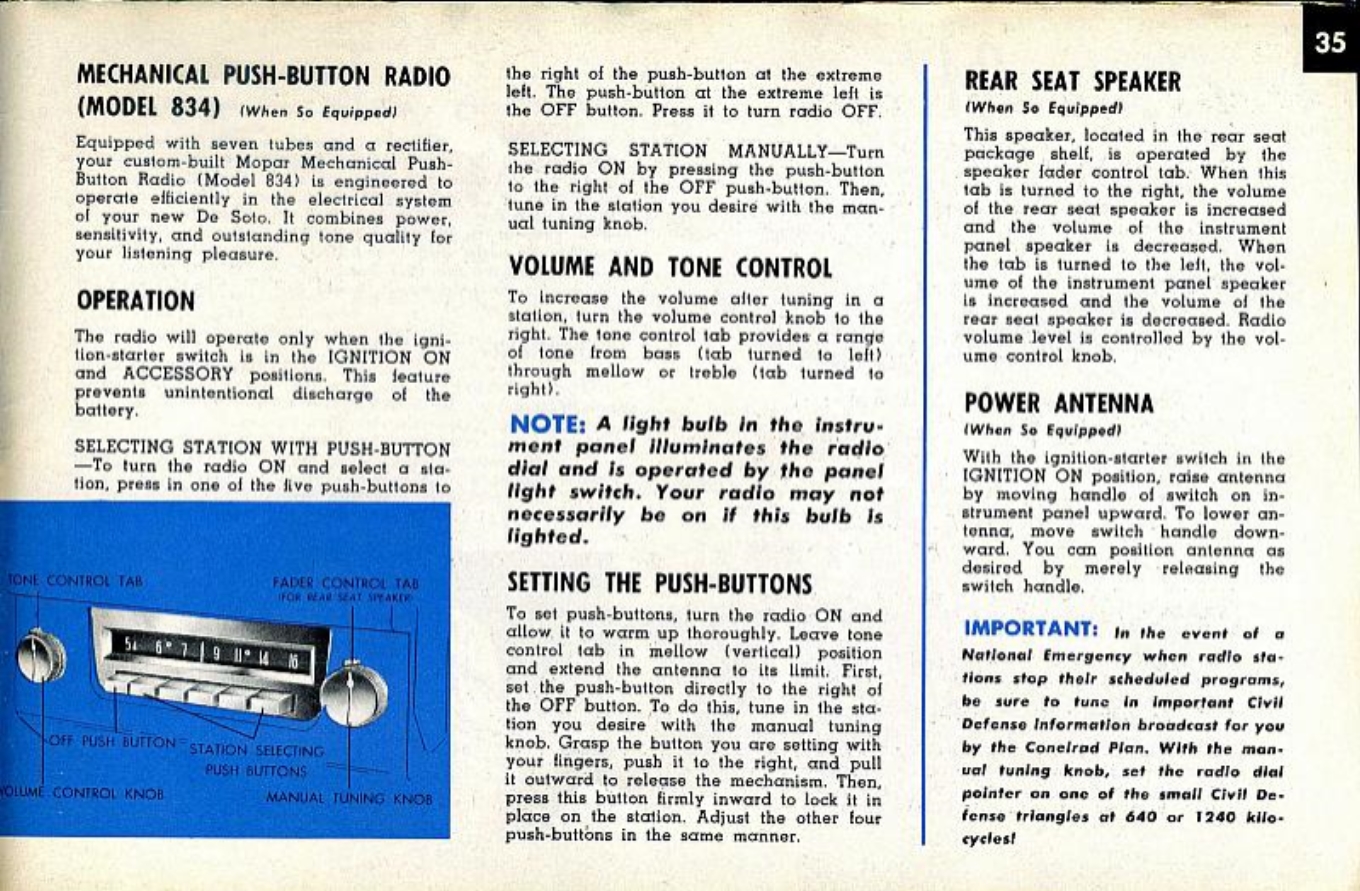 35
MECHANICAL PUSH-BUTTON RADIO
(MODEL 834) (When So Equipped)
Equipped with seven tubes and a rectifier,
your custom-built Mopar Mechanical Push-
Button Radio (Model 834) is engineered to
operate efficiently in the electrical system
of your new De Soto. It combines power,
sensitivity, and outstanding tone quality for
your listening pleasure.
OPERATION
The radio will operate only when the igni-
tion-starter switch is in the IGNITION ON
and ACCESSORY positions. This feature
prevents unintentional discharge of the
battery.
SELECTING STATION WITH PUSH-BUTTON
—To turn the radio ON and select a sta-
tion, press in one of the five push-buttons to
TONE CONTROL TAB
FADER CONTROL TAB
(FOR REAR SEAT SPEAKER)
OFF PUSH BUTTON
STATION SELECTING
PUSH BUTTONS
VOLUME CONTROL KNOB
MANUAL TUNING KNOB
the right of the push-button at the extreme
left. The push-button at the extreme left is
the OFF button. Press it to turn radio OFF.
SELECTING STATION MANUALLY—Turn
the radio ON by pressing the push-button
to the right of the OFF push-button. Then,
tune in the station you desire with the man-
ual tuning knob.
VOLUME AND TONE CONTROL
To increase the volume after tuning in a
station, turn the volume control knob to the
right. The tone control tab provides a range
of tone from bass (tab turned to left)
through mellow or treble (tab turned to
right).
NOTE: A light bulb in the instru-
ment panel illuminates the radio
dial and is operated by the panel
light switch. Your radio may not
necessarily be on if this bulb is
lighted.
SETTING THE PUSH-BUTTONS
To set push-buttons, turn the radio ON and
allow it to warm up thoroughly. Leave tone
control tab in mellow (vertical) position
and extend the antenna to its limit. First,
set the push-button directly to the right of
the OFF button. To do this, tune in the sta-
tion you desire with the manual tuning
knob. Grasp the button you are setting with
your fingers, push it to the right, and pull
it outward to release the mechanism. Then,
press this button firmly inward to lock it in
place on the station. Adjust the other four
push-buttons in the same manner.
REAR SEAT SPEAKER
(When So Equipped)
This speaker, located in the rear seat
package shelf, is operated by the
speaker fader control tab. When this
tab is turned to the right, the volume
of the rear seat speaker is increased
and the volume of the instrument
panel speaker is decreased. When
the tab is turned to the left, the vol-
ume of the instrument panel speaker
is increased and the volume of the
rear seat speaker is decreased. Radio
volume level is controlled by the vol-
ume control knob.
POWER ANTENNA
(When So Equipped)
With the ignition-starter switch in the
IGNITION ON position, raise antenna
by moving handle of switch on in-
strument panel upward. To lower an-
tenna, move switch handle down-
ward. You can position antenna as
desired by merely releasing the
switch handle.
IMPORTANT: In the event of a
National Emergency when radio sta-
tions stop their scheduled programs,
be sure to tune in important Civil
Defense Information broadcast for you
by the Conelrad Plan. With the man-
ual tuning knob, set the radio dial
pointer on one of the small Civil De-
fense triangles at 640 or 1240 kilo-
cycles!